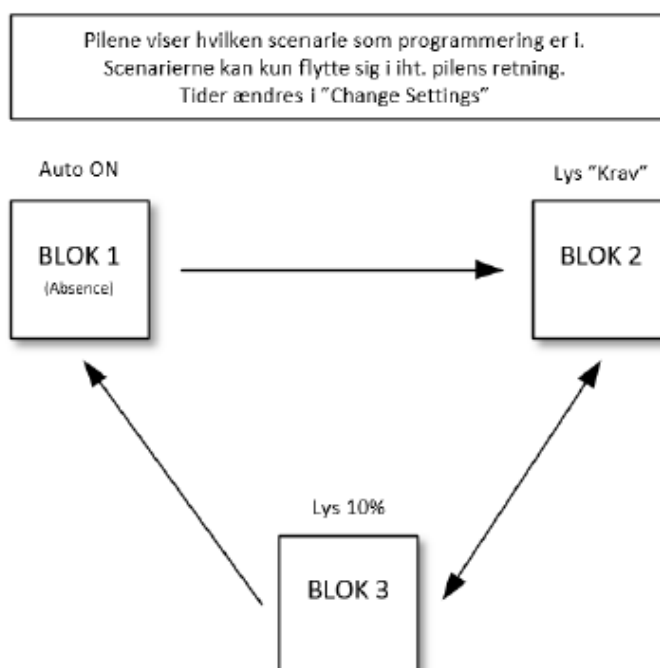 Pilene viser hvilken scenarie som programmering er i.
Scenarierne kan kun flytte sig i iht. pilens retning.
Tider ændres i "Change Settings"
Auto ON
Lys "Krav"
BLOK 1
(Absence)
BLOK 2
Lys 10%
BLOK 3